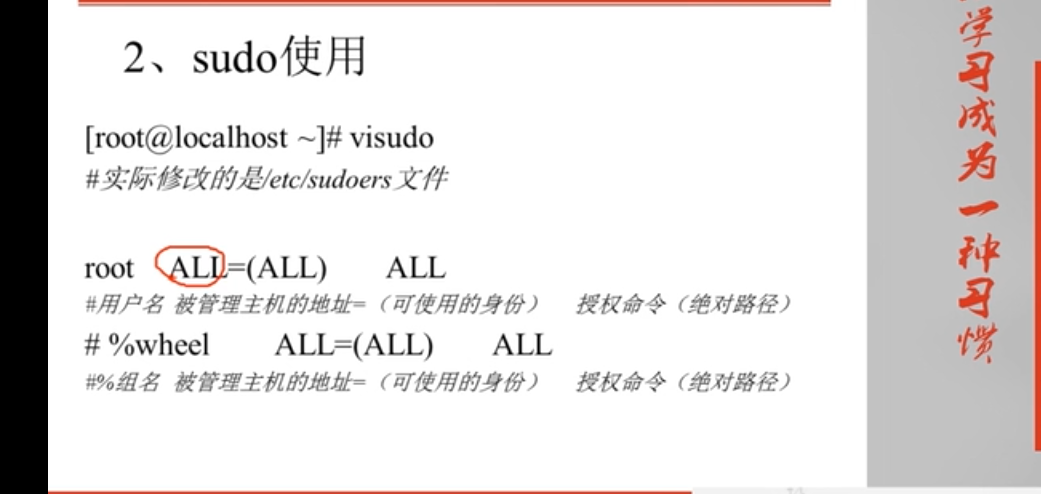 2、sudo使用
[root@localhost ~]# visudo
#实际修改的是/etc/sudoers文件
root ALL=(ALL) ALL
#用户名 被管理主机的地址=（可使用的身份） 授权命令（绝对路径）
# %wheel ALL=(ALL) ALL
#%组名 被管理主机的地址=（可使用的身份） 授权命令（绝对路径）
学习成为一种习惯